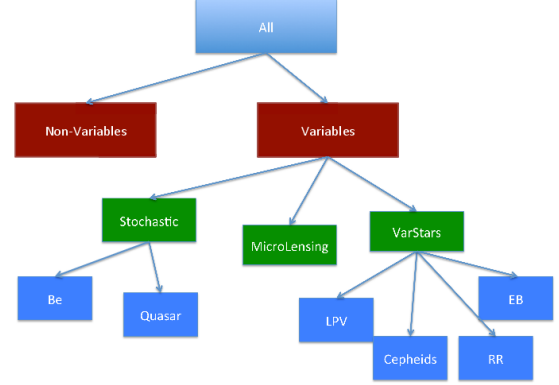 All
Non-Variables
Variables
Stochastic
MicroLensing
VarStars
Be
Quasar
LPV
Cepheids
RR
EB